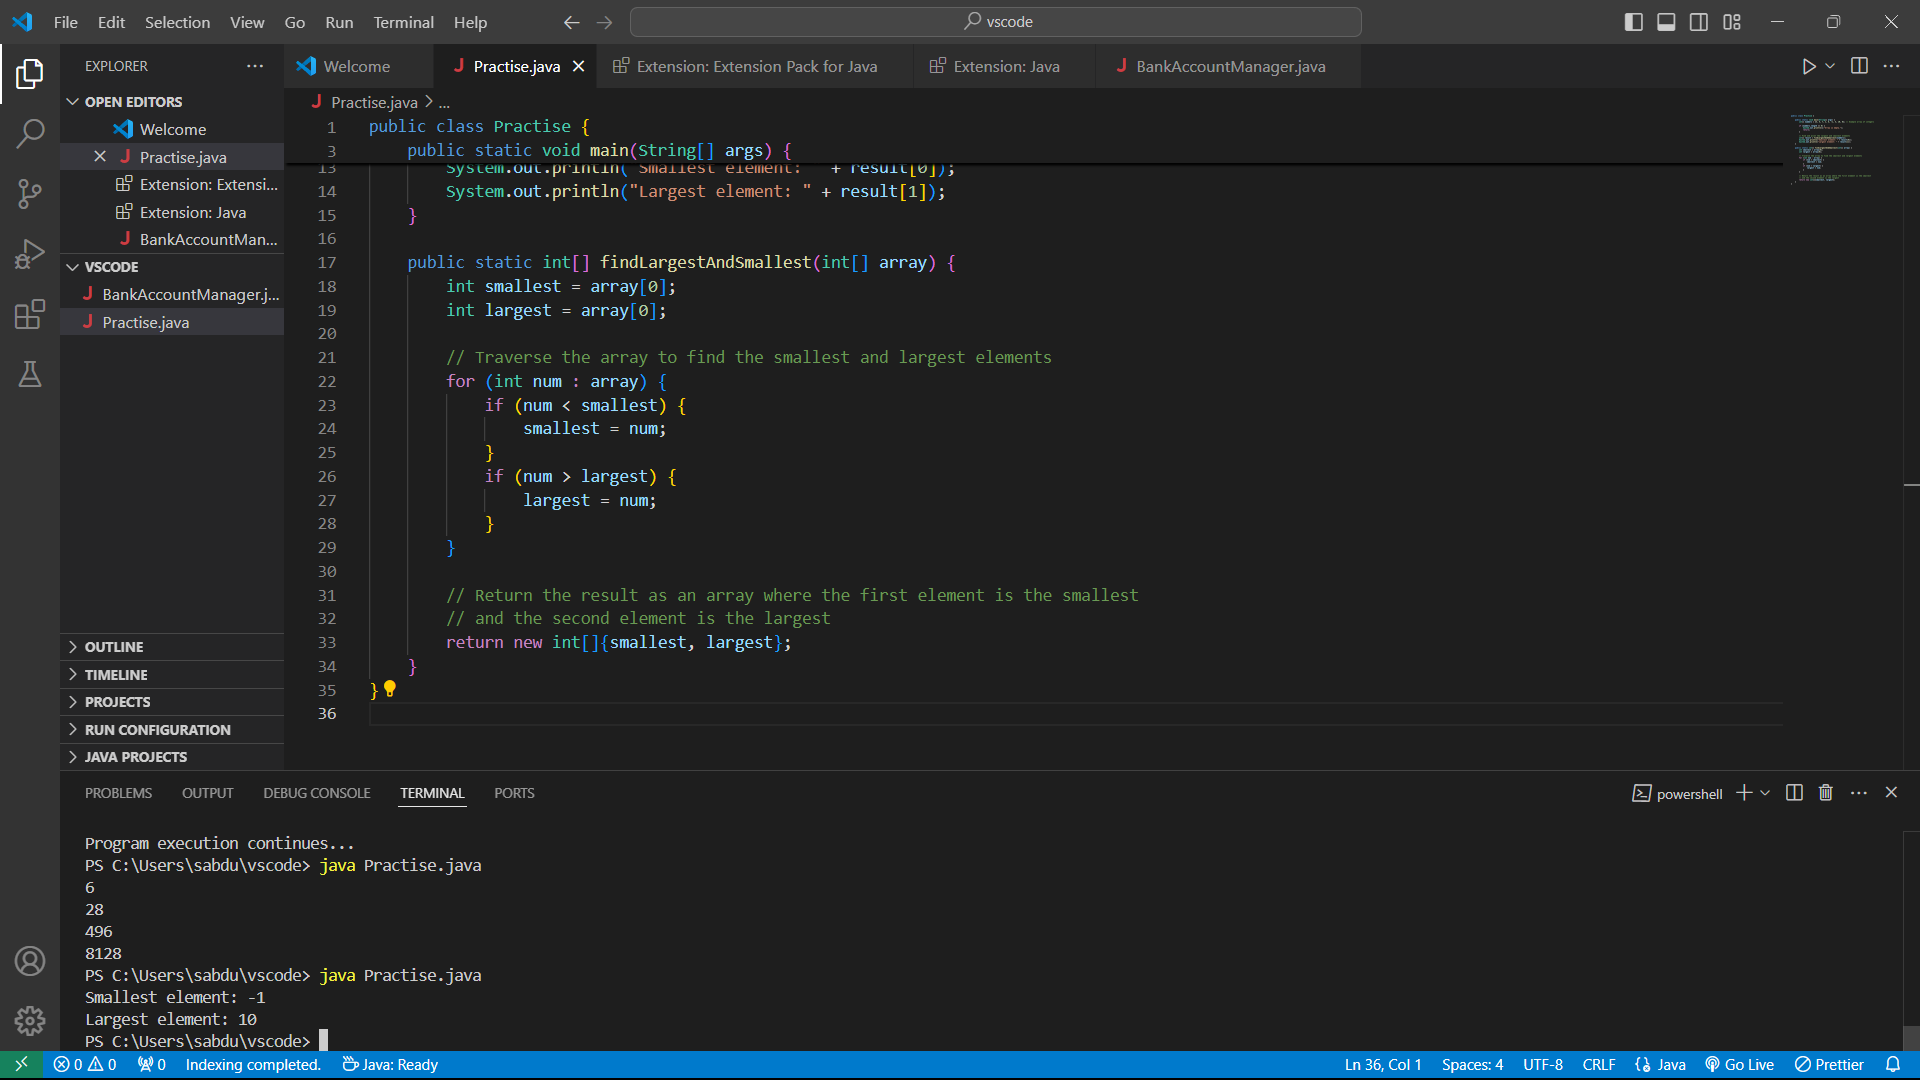 File Edit Selection View Go Run Terminal Help
vscode
EXPLORER
OPEN EDITORS
Welcome
Practise.java
Extension: Extensi...
Extension: Java
BankAccountMan...
VSCODE
BankAccountManager.j...
Practise.java
OUTLINE
TIMELINE
PROJECTS
RUN CONFIGURATION
JAVA PROJECTS
Welcome Practise.java Extension: Extension Pack for Java Extension: Java BankAccountManager.java
Practise.java > ...
1 public class Practise {
3 public static void main(String[] args) {
13 System.out.println("Smallest element: " + result[0]);
14 System.out.println("Largest element: " + result[1]);
15 }
16
17 public static int[] findLargestAndSmallest(int[] array) {
18 int smallest = array[0];
19 int largest = array[0];
20
21 // Traverse the array to find the smallest and largest elements
22 for (int num : array) {
23 if (num < smallest) {
24 smallest = num;
25 }
26 if (num > largest) {
27 largest = num;
28 }
29 }
30
31 // Return the result as an array where the first element is the smallest
32 // and the second element is the largest
33 return new int[]{smallest, largest};
34 }
35 }
36
PROBLEMS OUTPUT DEBUG CONSOLE TERMINAL PORTS
powershell
Program execution continues...
PS C:\Users\sabdu\vscode> java Practise.java
6
28
496
8128
PS C:\Users\sabdu\vscode> java Practise.java
Smallest element: -1
Largest element: 10
PS C:\Users\sabdu\vscode>
0 0 0 Indexing completed. Java: Ready Ln 36, Col 1 Spaces: 4 UTF-8 CRLF {} Java Go Live Prettier